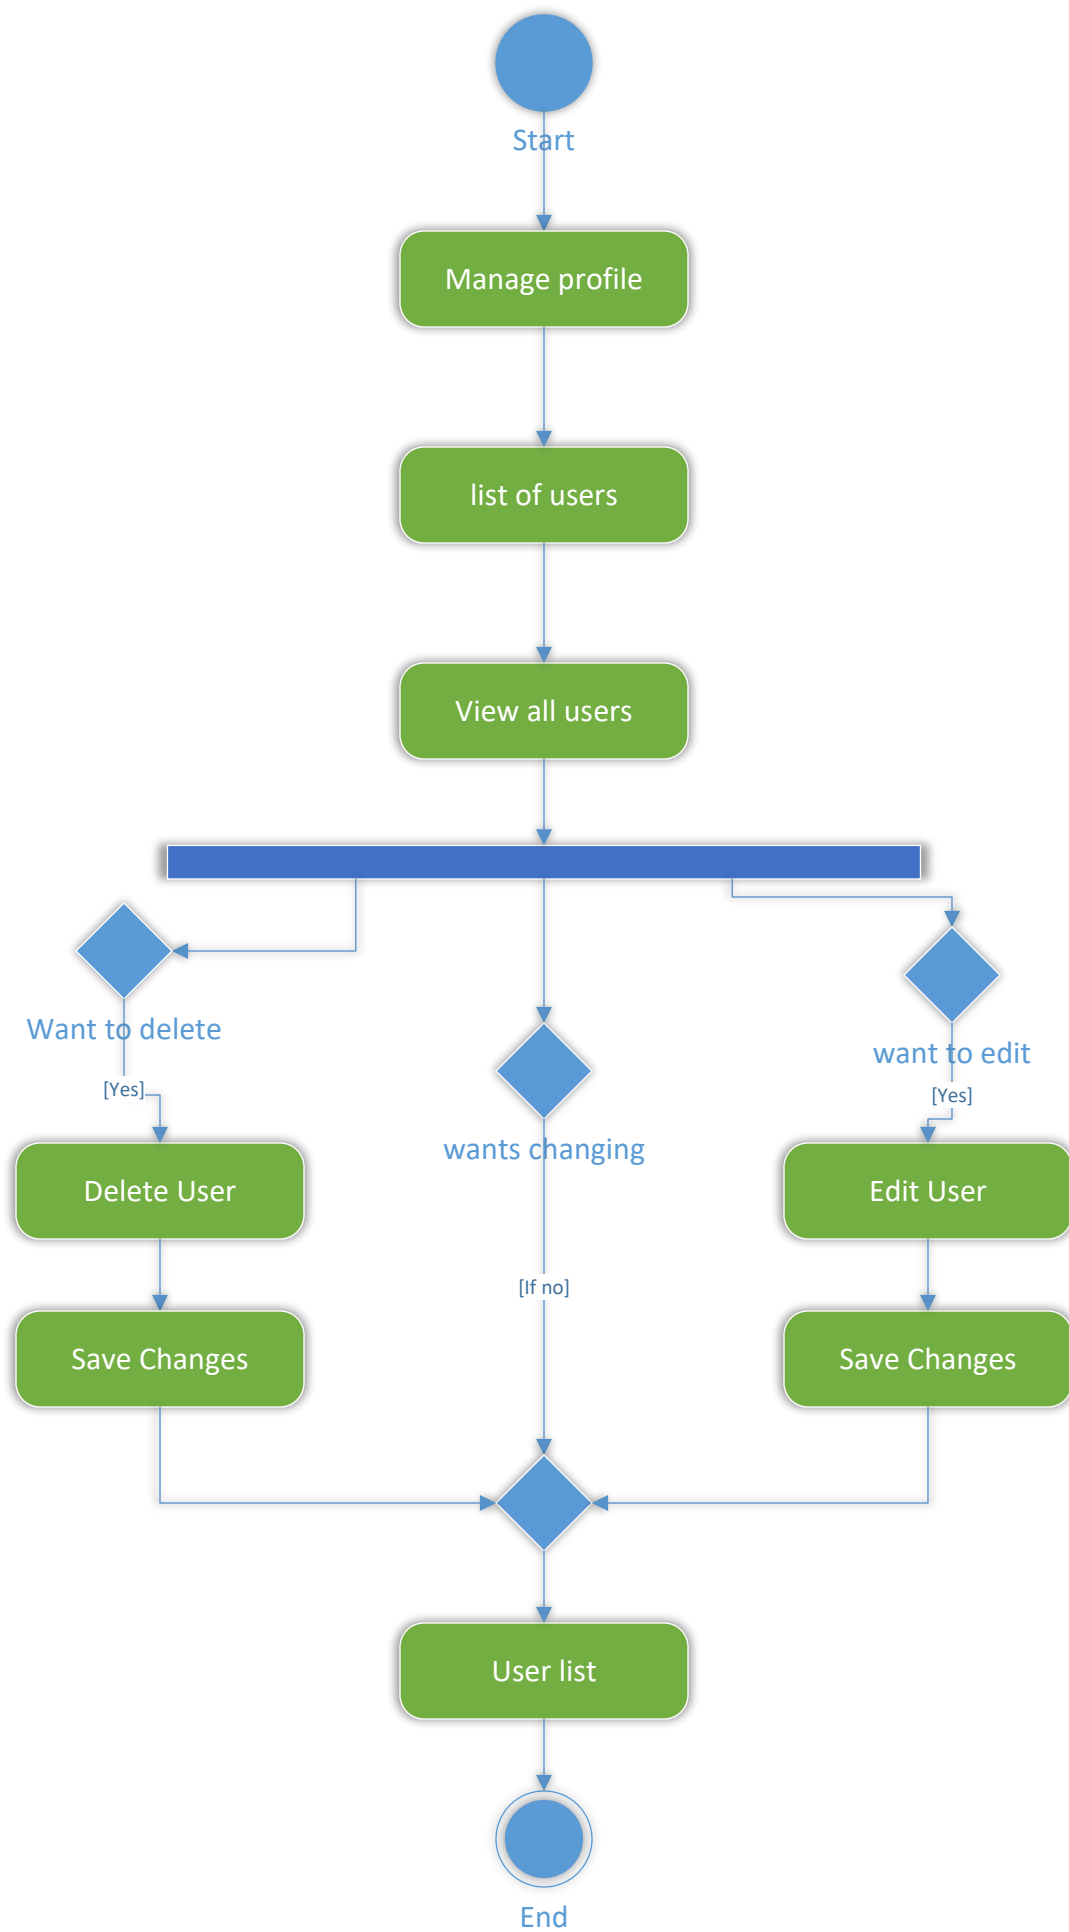 Start
Manage profile
list of users
View all users
Want to delete
want to edit
[Yes]
[Yes]
wants changing
Delete User
Edit User
[If no]
Save Changes
Save Changes
User list
End